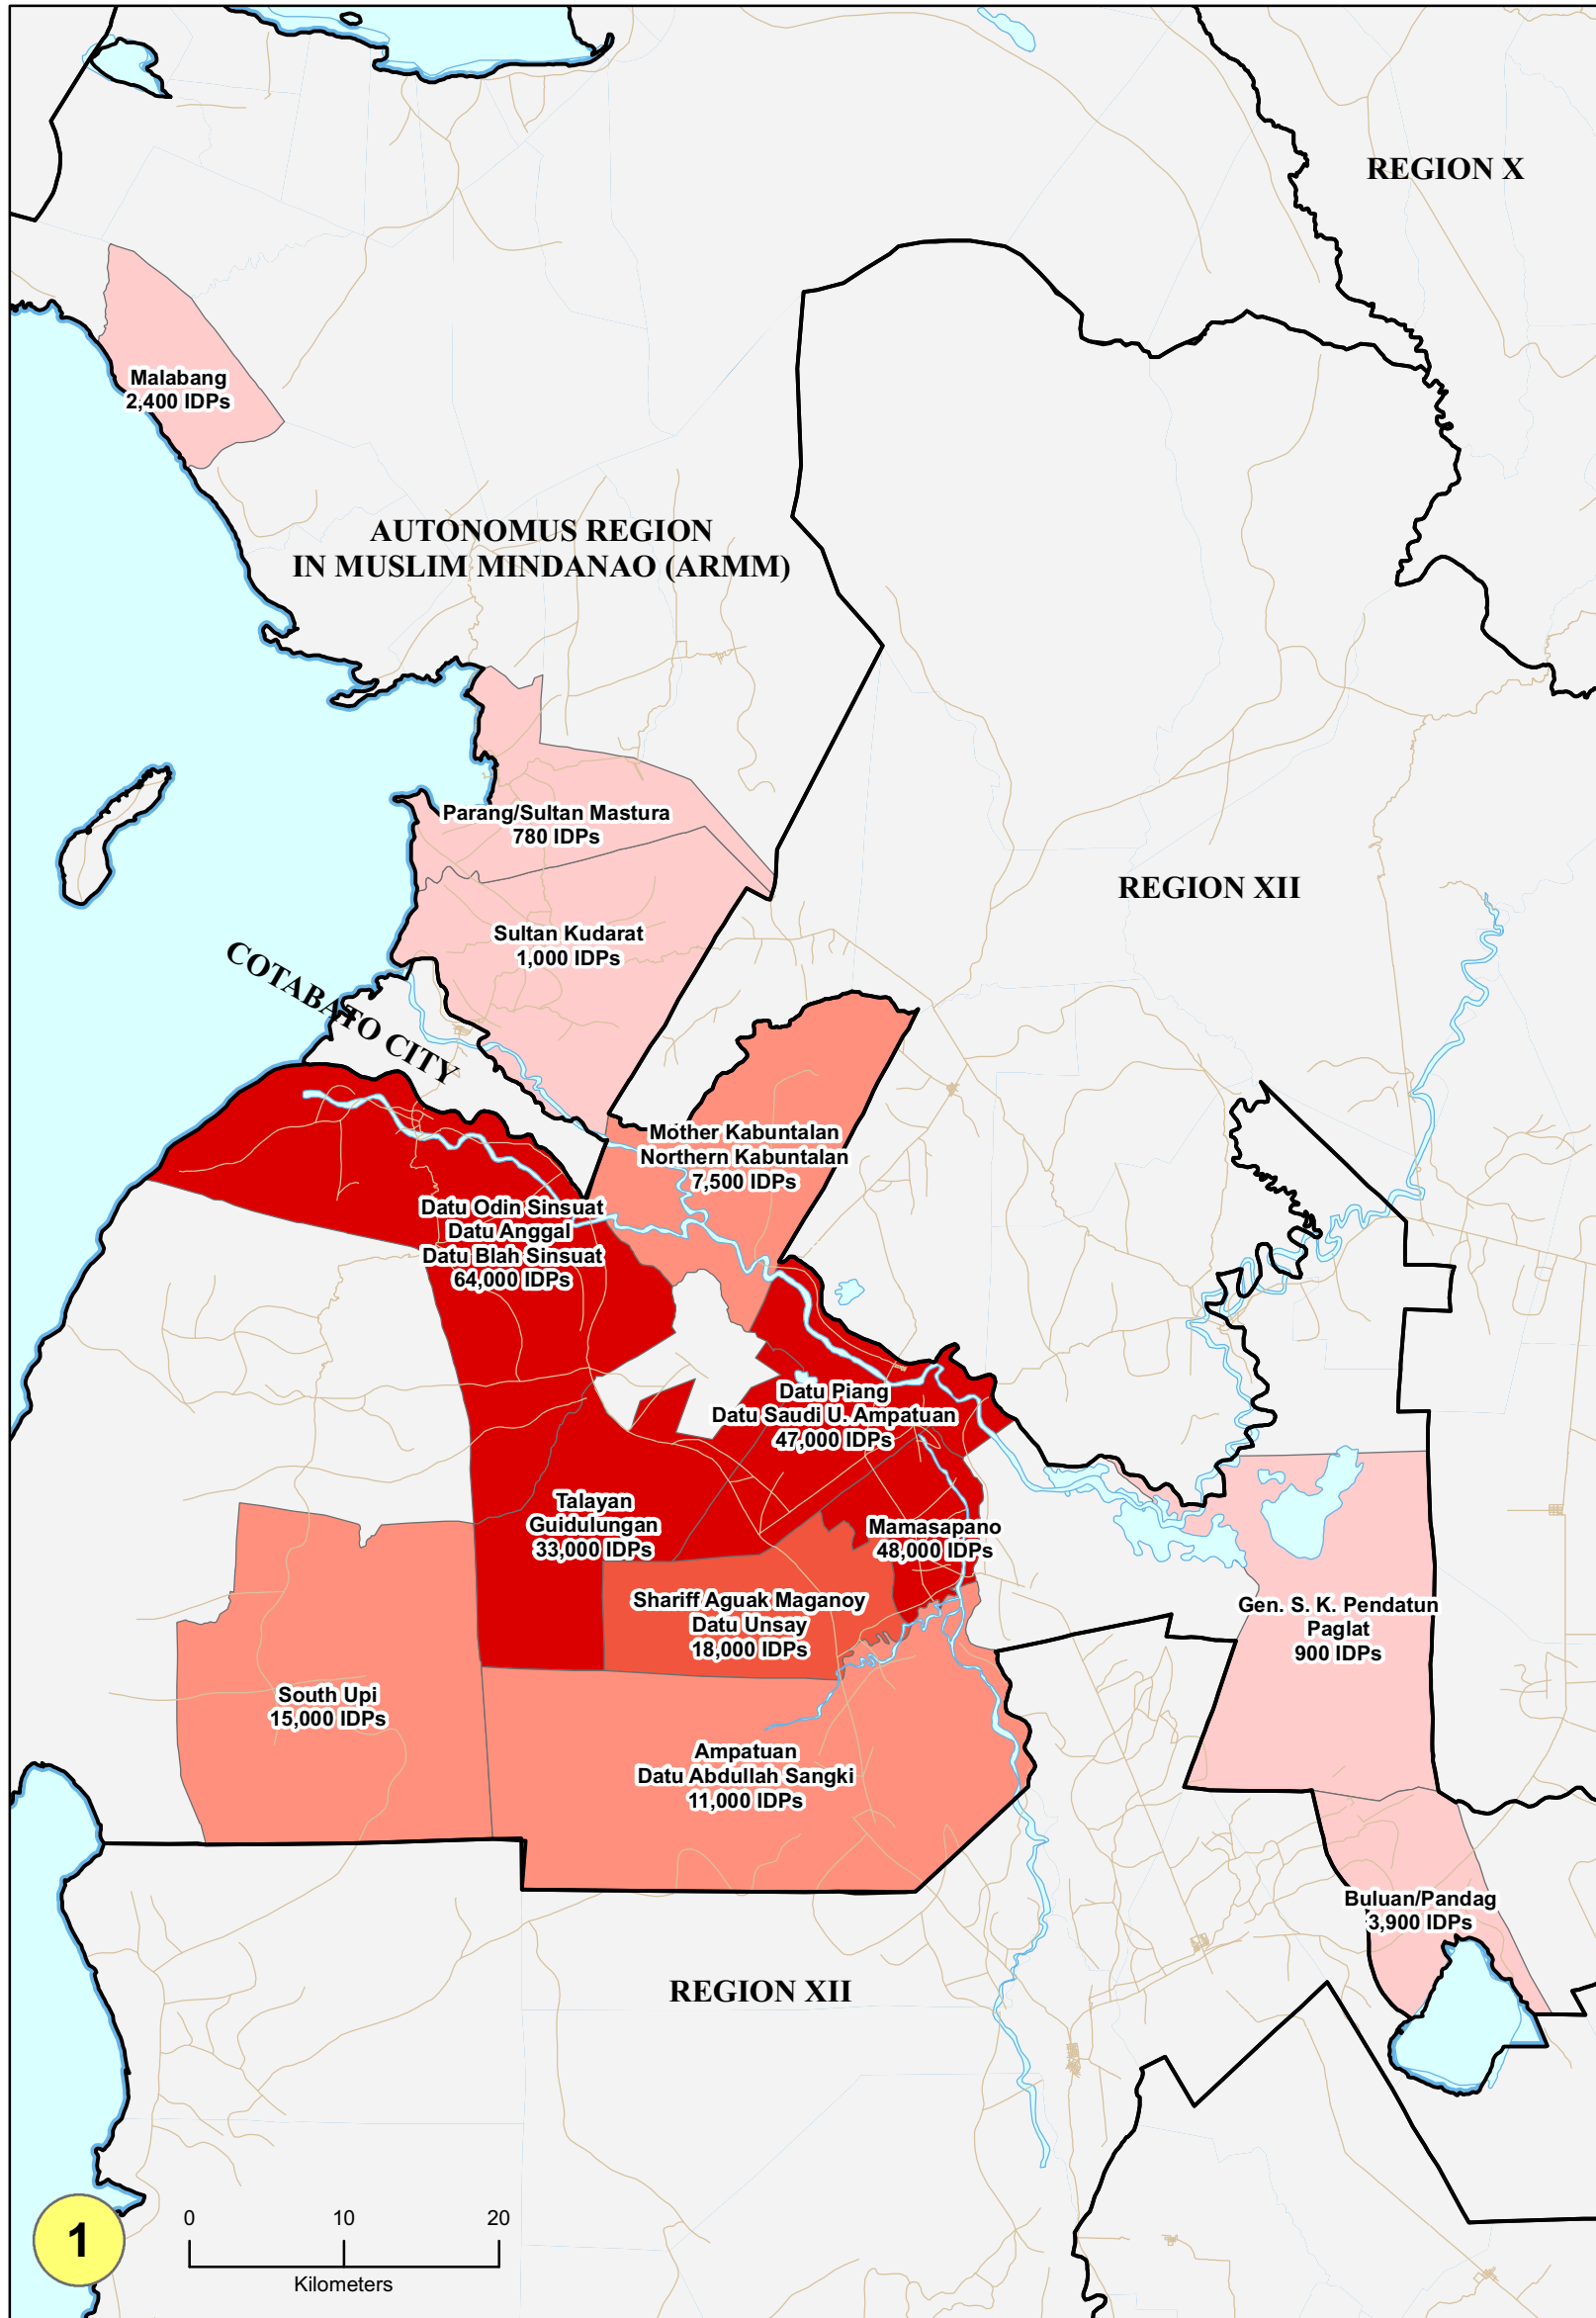 REGION X
Malabang
2,400 IDPs
AUTONOMUS REGION
IN MUSLIM MINDANAO (ARMM)
Parang/Sultan Mastura
780 IDPs
REGION XII
Sultan Kudarat
1,000 IDPs
COTABATO CITY
Mother Kabuntalan
Northern Kabuntalan
7,500 IDPs
Datu Odin Sinsuat
Datu Anggal
Datu Blah Sinsuat
64,000 IDPs
Datu Piang
Datu Saudi U. Ampatuan
47,000 IDPs
Talayan
Guidulungan
33,000 IDPs
Mamasapano
48,000 IDPs
Shariff Aguak Maganoy
Datu Unsay
18,000 IDPs
Gen. S. K. Pendatun
Paglat
900 IDPs
South Upi
15,000 IDPs
Ampatuan
Datu Abdullah Sangki
11,000 IDPs
Buluan/Pandag
3,900 IDPs
REGION XII
1
0 10 20
Kilometers